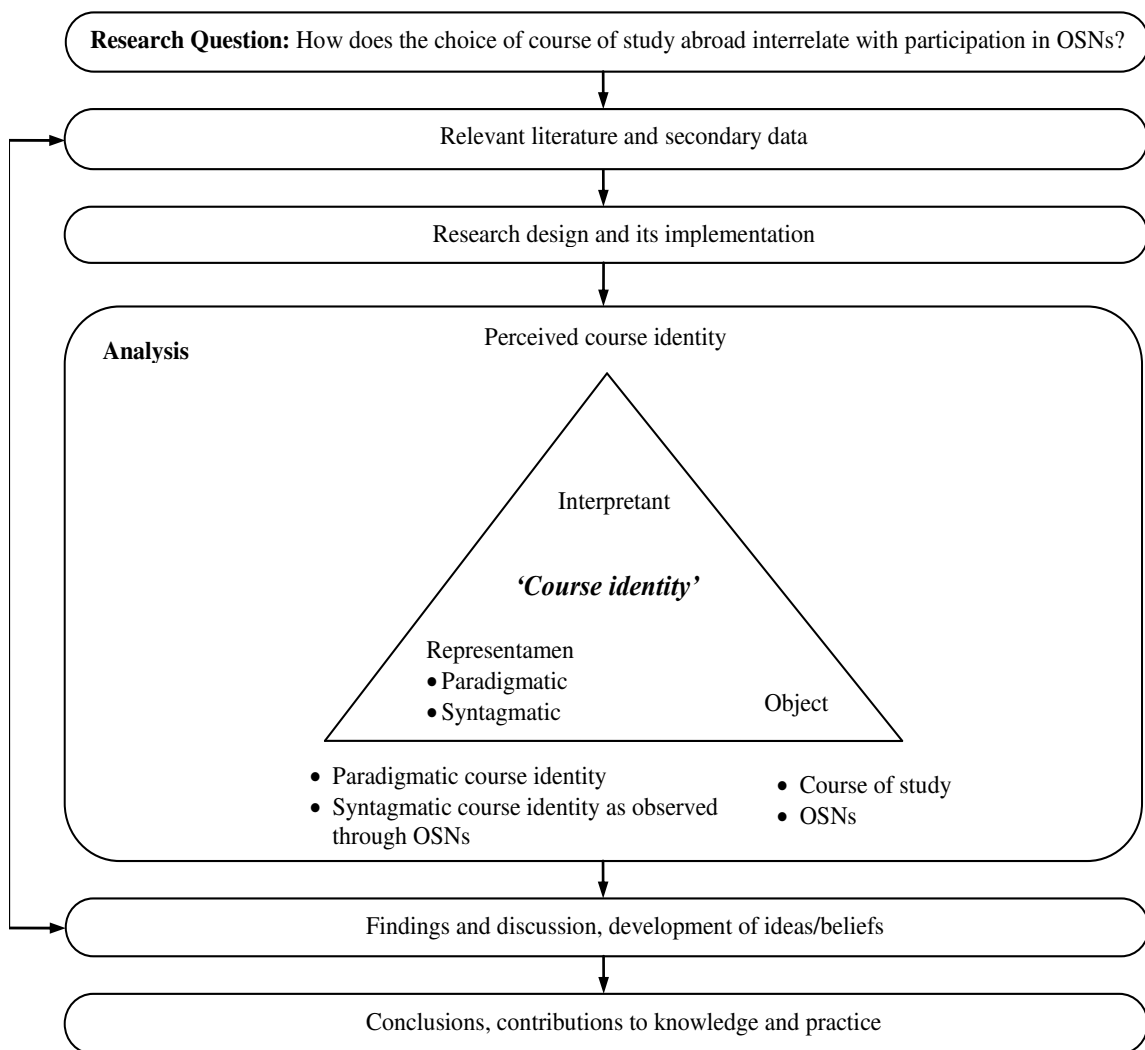 Research Question: How does the choice of course of study abroad interrelate with participation in OSNs?
Relevant literature and secondary data
Research design and its implementation
Analysis
Perceived course identity
Interpretant
‘Course identity’
Representamen
• Paradigmatic
• Syntagmatic
Object
• Paradigmatic course identity
• Syntagmatic course identity as observed
through OSNs
• Course of study
• OSNs
Findings and discussion, development of ideas/beliefs
Conclusions, contributions to knowledge and practice